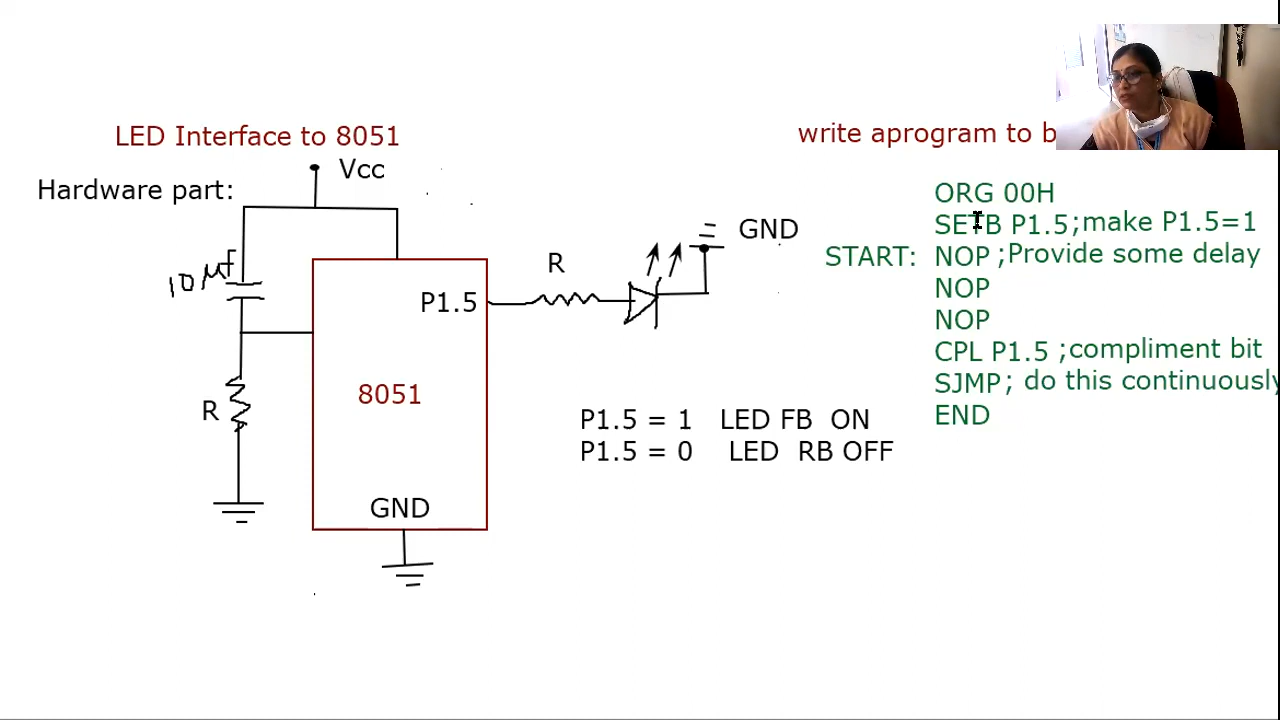 LED Interface to 8051
Vcc
Hardware part:
10 μf
R
P1.5
8051
GND
R
GND
P1.5 = 1 LED FB ON
P1.5 = 0 LED RB OFF
write aprogram to
ORG 00H
SETB P1.5;make P1.5=1
START: NOP ;Provide some delay
NOP
NOP
CPL P1.5 ;compliment bit
SJMP ; do this continuously
END